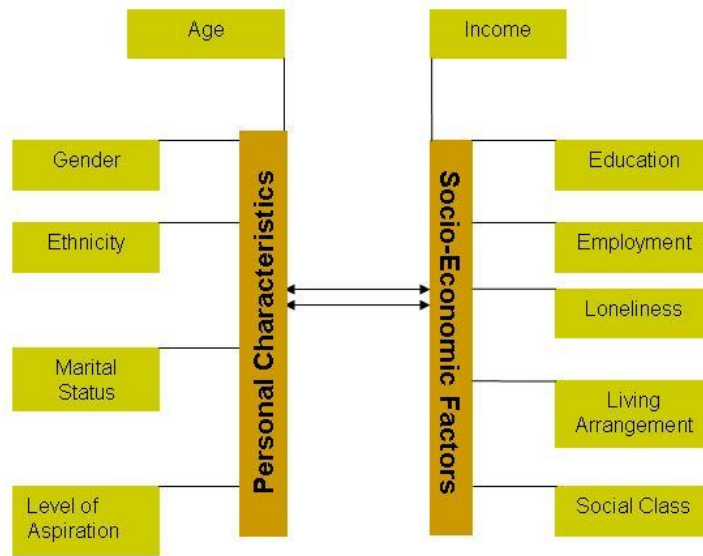 Age
Income
Gender
Ethnicity
Marital
Status
Level of
Aspiration
Personal Characteristics
Socio-Economic Factors
Education
Employment
Loneliness
Living
Arrangement
Social Class